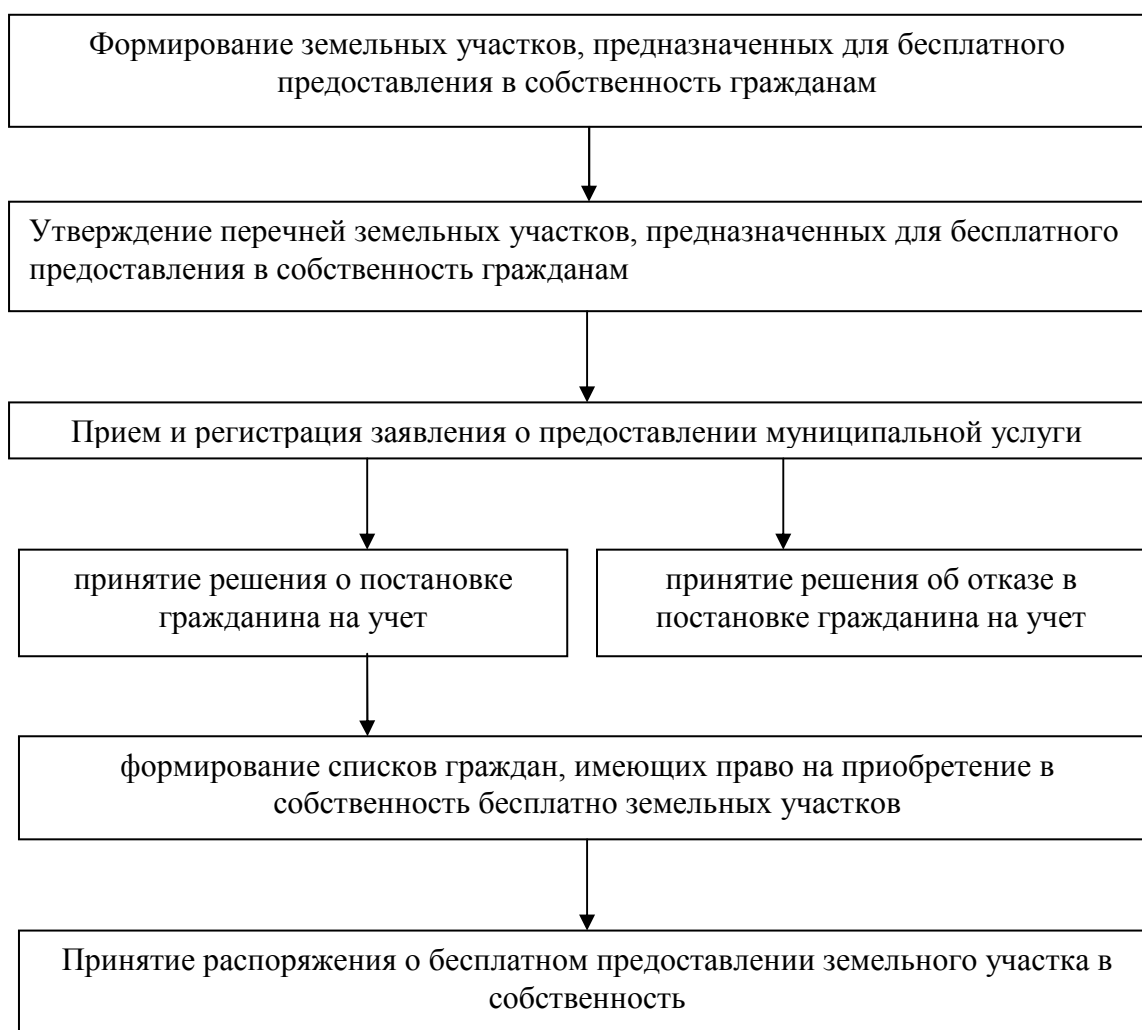 Формирование земельных участков, предназначенных для бесплатного
предоставления в собственность гражданам
Утверждение перечней земельных участков, предназначенных для бесплатного
предоставления в собственность гражданам
Прием и регистрация заявления о предоставлении муниципальной услуги
принятие решения о постановке
гражданина на учет
принятие решения об отказе в
постановке гражданина на учет
формирование списков граждан, имеющих право на приобретение в
собственность бесплатно земельных участков
Принятие распоряжения о бесплатном предоставлении земельного участка в
собственность